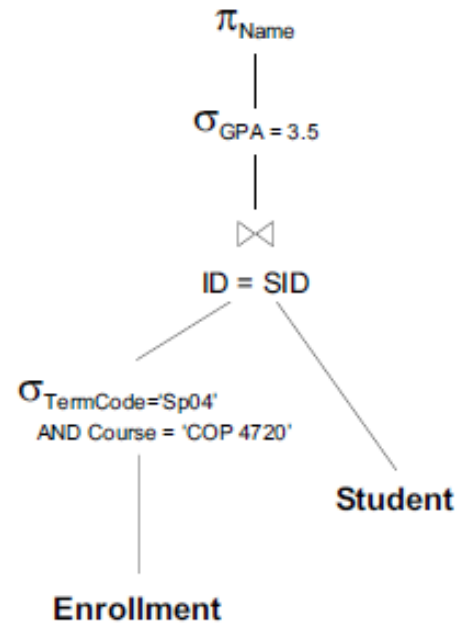 πName
σGPA = 3.5
⋈
ID = SID
σTermCode='Sp04'
AND Course = 'COP 4720'
Student
Enrollment